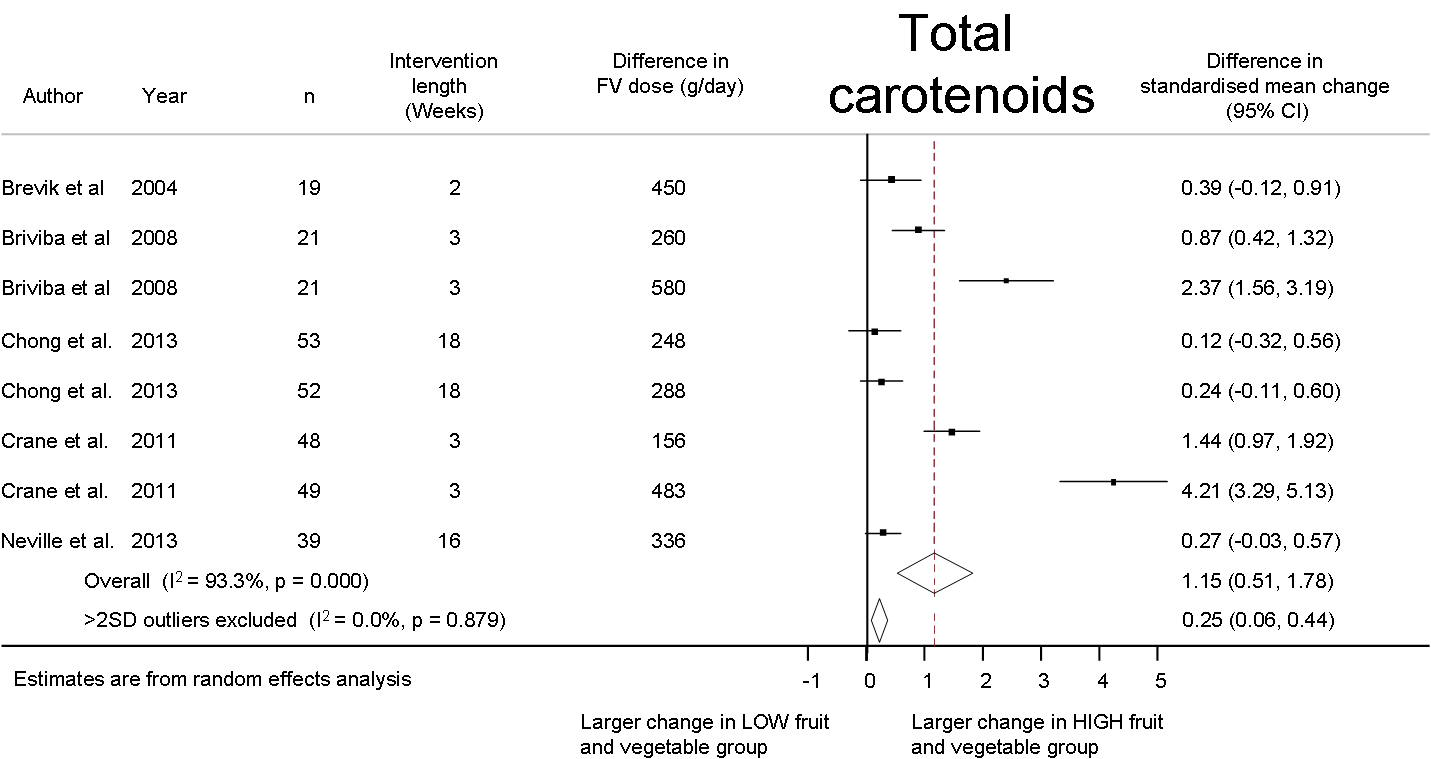 Total
carotenoids
Author Year n Intervention length (Weeks) Difference in FV dose (g/day) Difference in standardised mean change (95% CI)
Brevik et al 2004 19 2 450 0.39 (-0.12, 0.91)
Briviba et al 2008 21 3 260 0.87 (0.42, 1.32)
Briviba et al 2008 21 3 580 2.37 (1.56, 3.19)
Chong et al. 2013 53 18 248 0.12 (-0.32, 0.56)
Chong et al. 2013 52 18 288 0.24 (-0.11, 0.60)
Crane et al. 2011 48 3 156 1.44 (0.97, 1.92)
Crane et al. 2011 49 3 483 4.21 (3.29, 5.13)
Neville et al. 2013 39 16 336 0.27 (-0.03, 0.57)
Overall (I² = 93.3%, p = 0.000) 1.15 (0.51, 1.78)
>2SD outliers excluded (I² = 0.0%, p = 0.879) 0.25 (0.06, 0.44)
Estimates are from random effects analysis
-1 0 1 2 3 4 5
Larger change in LOW fruit
and vegetable group
Larger change in HIGH fruit
and vegetable group